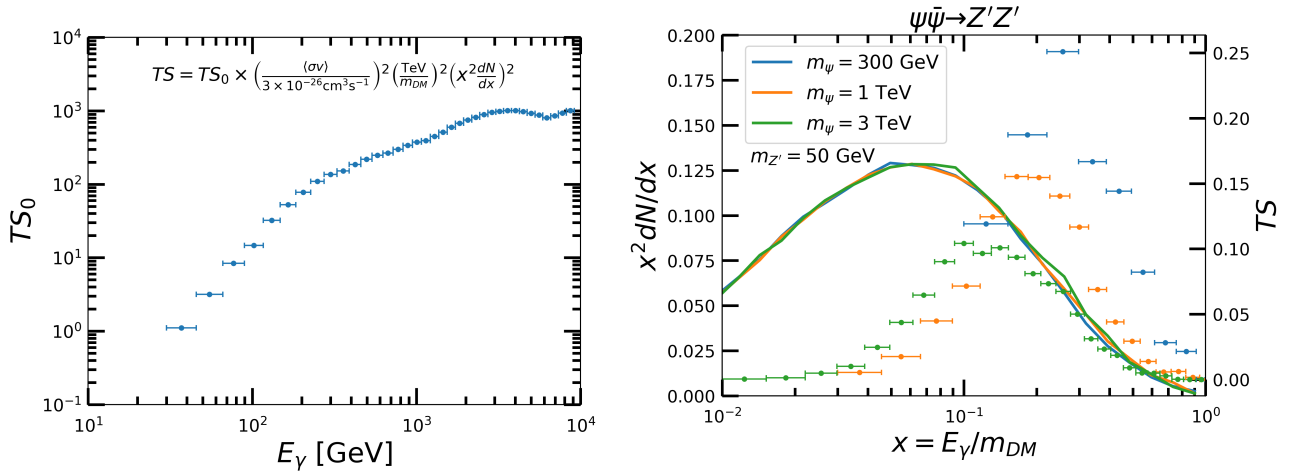 10⁴
10³
10²
10¹
10⁰
10⁻¹
TS₀
TS = TS₀ × (⟨σv⟩ / 3 × 10⁻²⁶cm³s⁻¹)² (TeV / m_DM)² (x² dN/dx)²
10¹ 10² 10³ 10⁴
E_γ [GeV]
ψψ̄→Z′Z′
0.200
0.175
0.150
0.125
0.100
0.075
0.050
0.025
0.000
x²dN/dx
m_ψ = 300 GeV
m_ψ = 1 TeV
m_ψ = 3 TeV
m_Z′ = 50 GeV
0.25
0.20
0.15
0.10
0.05
0.00
TS
10⁻² 10⁻¹ 10⁰
x = E_γ/m_DM